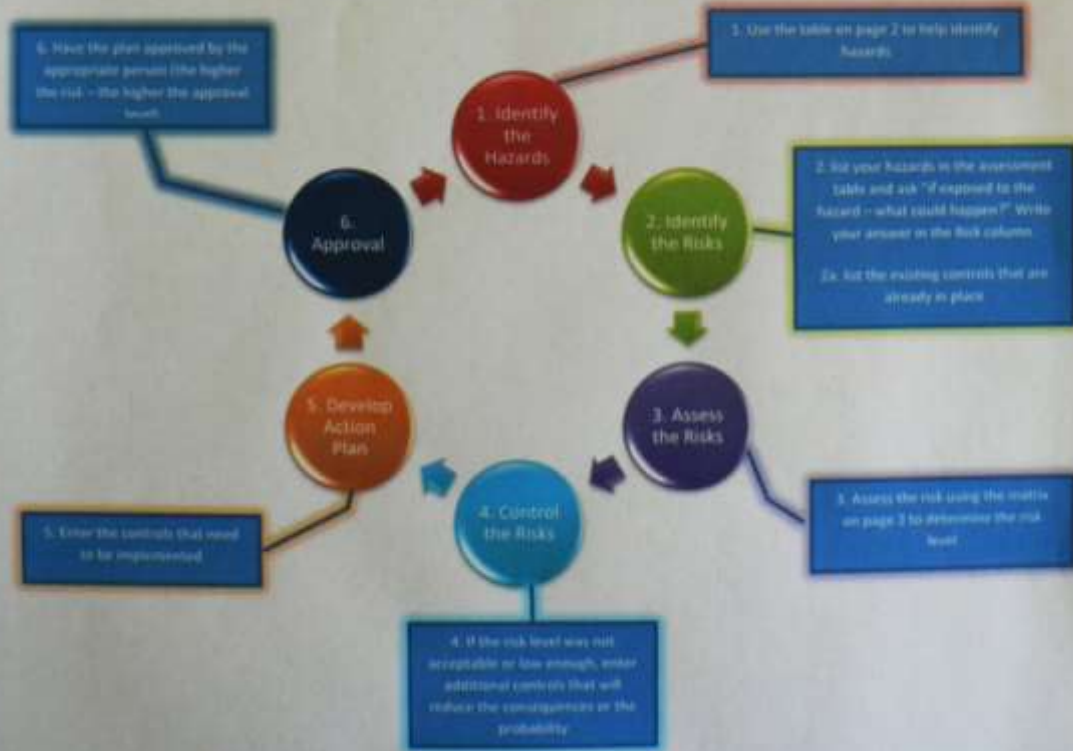 1. Identify
the
Hazards
1. Use the table on page 2 to help identify
hazards
2. Identify
the Risks
2. list your hazards in the assessment
table and ask "if exposed to the
hazard – what could happen?" Write
your answer in the Risk column
2a. list the existing controls that are
already in place
3. Assess
the Risks
3. Assess the risk using the matrix
on page 3 to determine the risk
level
4. Control
the Risks
4. If the risk level was not
acceptable or low enough, enter
additional controls that will
reduce the consequences or the
probability
5. Develop
Action
Plan
5. Enter the controls that need
to be implemented
6.
Approval
6. Have the plan approved by the
appropriate person (the higher
the risk – the higher the approval
level)